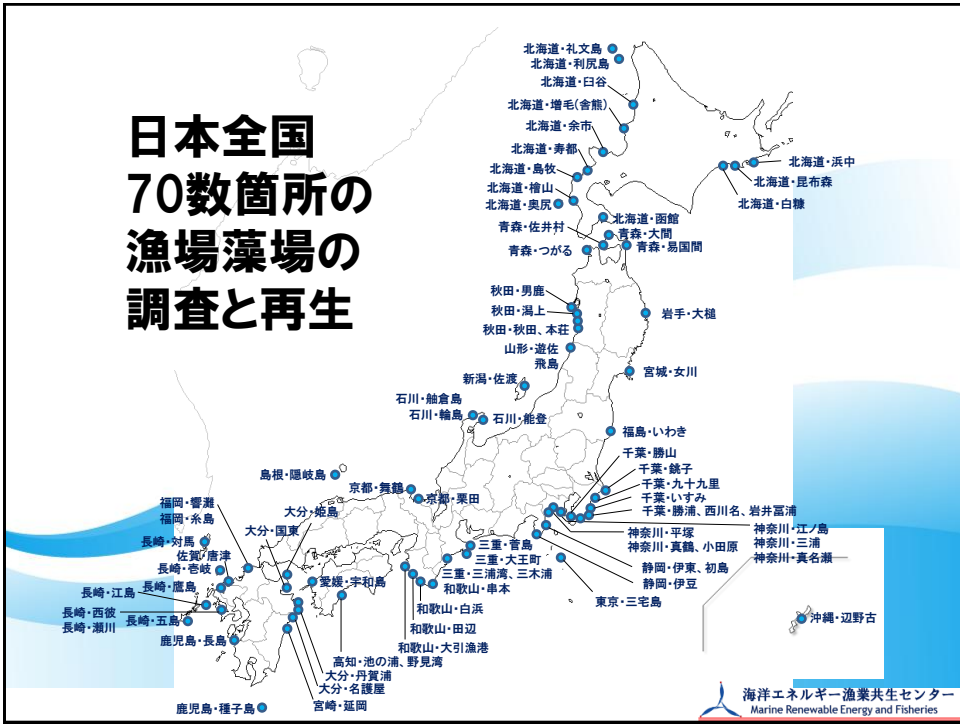 日本全国
70数箇所の
漁場藻場の
調査と再生
北海道・礼文島
北海道・利尻島
北海道・臼谷
北海道・増毛(舎熊)
北海道・余市
北海道・寿都
北海道・島牧
北海道・檜山
北海道・奥尻
北海道・浜中
北海道・昆布森
北海道・白糠
北海道・函館
青森・佐井村
青森・大間
青森・つがる
青森・易国間
秋田・男鹿
秋田・潟上
秋田・秋田、本荘
山形・遊佐
飛島
岩手・大槌
宮城・女川
新潟・佐渡
石川・舳倉島
石川・輪島
石川・能登
福島・いわき
千葉・勝山
千葉・銚子
千葉・九十九里
千葉・いすみ
千葉・勝浦、西川名、岩井冨浦
島根・隠岐島
京都・舞鶴
京都・栗田
福岡・響灘
福岡・糸島
大分・姫島
大分・国東
長崎・対馬
佐賀・唐津
長崎・壱岐
長崎・鷹島
長崎・江島
長崎・西彼
長崎・瀬川
長崎・五島
鹿児島・長島
鹿児島・種子島
愛媛・宇和島
高知・池の浦、野見湾
大分・丹賀浦
大分・名護屋
宮崎・延岡
三重・菅島
三重・大王町
三重・三浦湾、三木浦
和歌山・串本
和歌山・白浜
和歌山・田辺
和歌山・大引漁港
神奈川・平塚
神奈川・真鶴、小田原
神奈川・江ノ島
神奈川・三浦
神奈川・真名瀬
静岡・伊東、初島
静岡・伊豆
東京・三宅島
沖縄・辺野古
海洋エネルギー漁業共生センター
Marine Renewable Energy and Fisheries